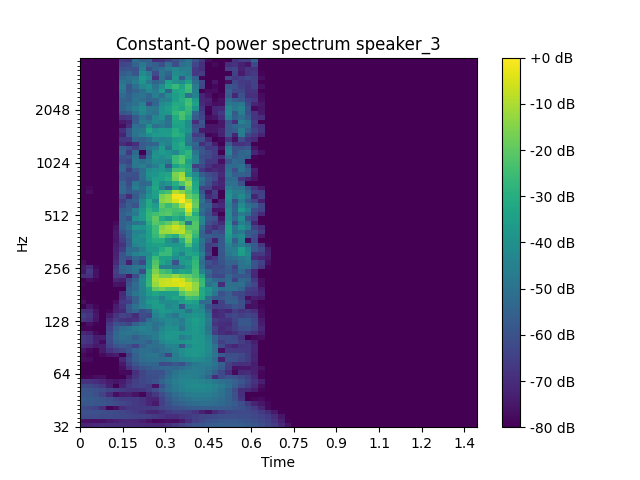 Constant-Q power spectrum speaker_3
+0 dB
2048
-10 dB
1024
-20 dB
512
-30 dB
Hz
-40 dB
256
-50 dB
128
-60 dB
64
-70 dB
32
-80 dB
0 0.15 0.3 0.45 0.6 0.75 0.9 1.1 1.2 1.4
Time